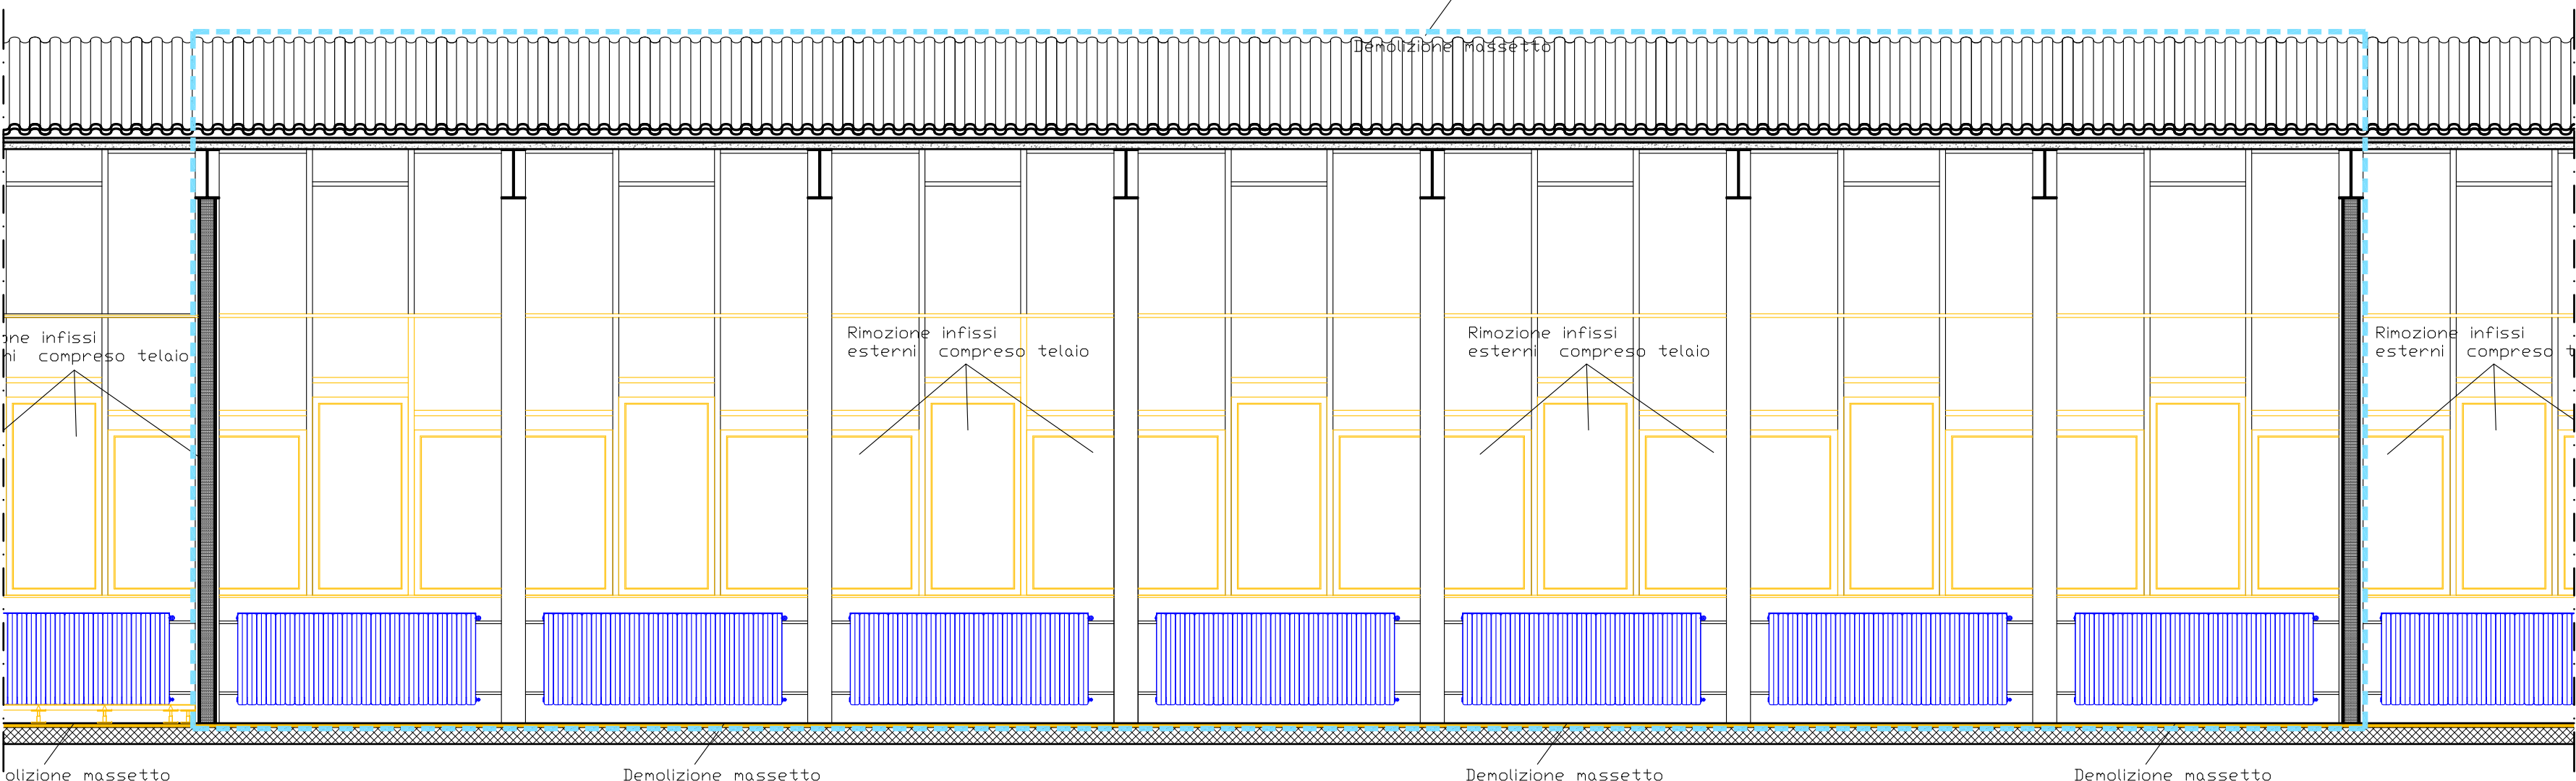 Demolizione massetto
ne infissi
ni compreso telaio
Rimozione infissi
esterni compreso telaio
Rimozione infissi
esterni compreso telaio
Rimozione infissi
esterni compreso t
olizione massetto
Demolizione massetto
Demolizione massetto
Demolizione massetto